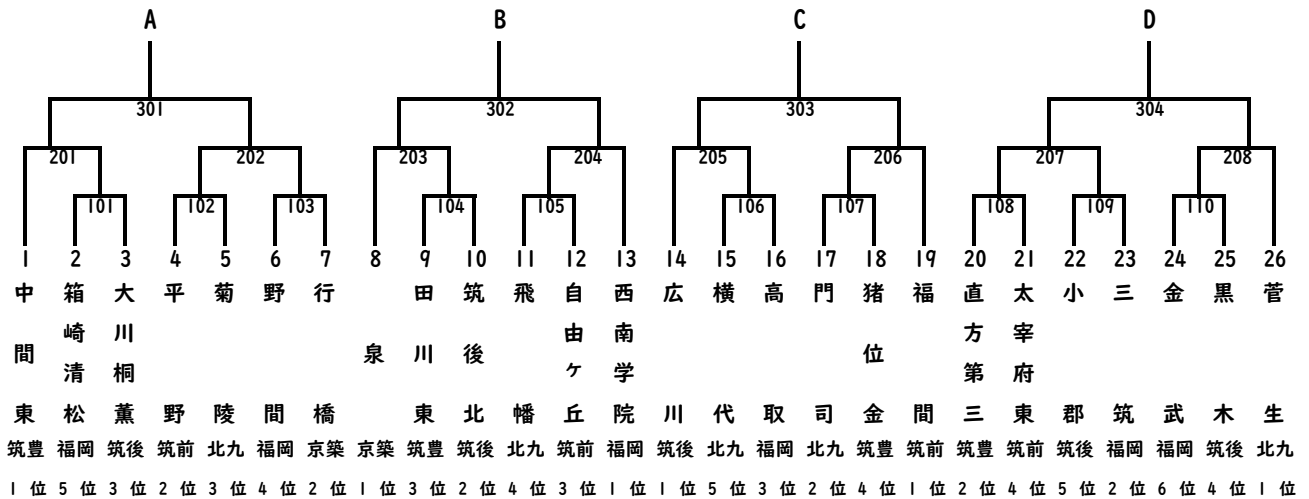 A B C D
301 302 303 304
201 202 203 204 205 206 207 208
101 102 103 104 105 106 107 108 109 110
1 2 3 4 5 6 7 8 9 10 11 12 13 14 15 16 17 18 19 20 21 22 23 24 25 26
中間東
箱崎清松
大川桐薫
平野
菊陵
野間
行橋
泉
田川東
筑後北
飛幡
自由ケ丘
西南学院
広川
横代
高取
門司
猪位金
福間
直方第三
太宰府東
小郡
三筑
金武
黒木
菅生
筑豊 福岡 筑後 筑前 北九 福岡 京築 京築 筑豊 筑後 北九 筑前 福岡 筑後 北九 福岡 北九 筑豊 筑前 筑豊 筑前 筑後 福岡 福岡 筑後 北九
1位 5位 3位 2位 3位 4位 2位 1位 3位 2位 4位 3位 1位 1位 5位 3位 2位 4位 1位 2位 4位 5位 2位 6位 4位 1位